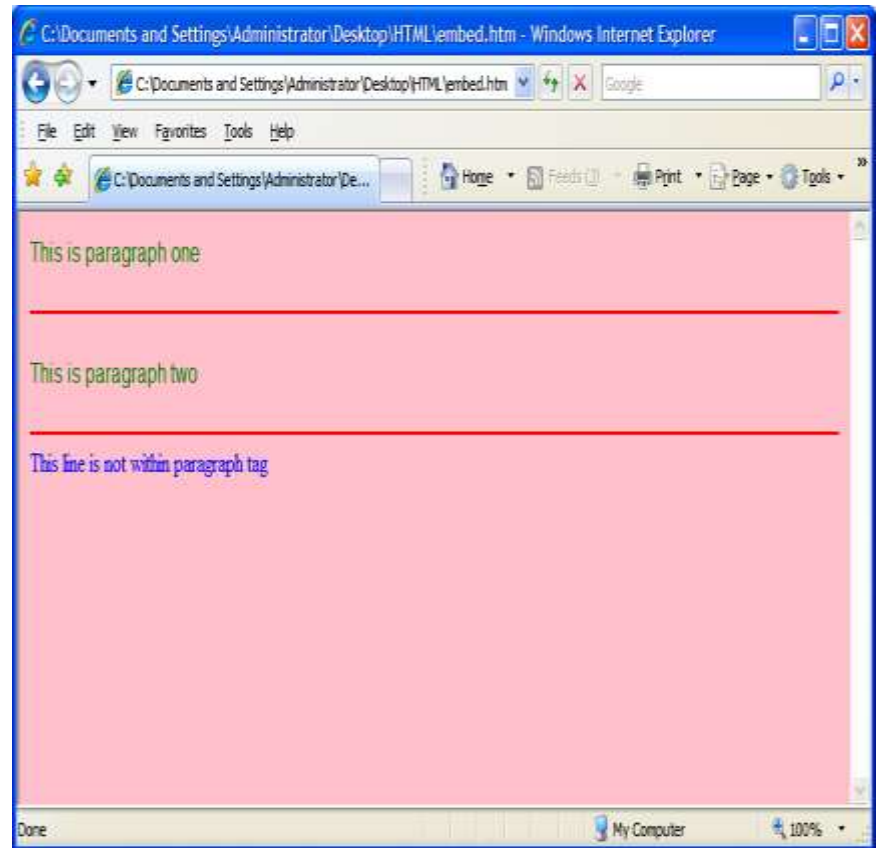 C:\Documents and Settings\Administrator\Desktop\HTML\embed.htm - Windows Internet Explorer
C:\Documents and Settings\Administrator\Desktop\HTML\embed.htm Google
File Edit View Favorites Tools Help
C:\Documents and Settings\Administrator\De... Home Feeds (J) Print Page Tools »
This is paragraph one
This is paragraph two
This line is not within paragraph tag
Done My Computer 100%